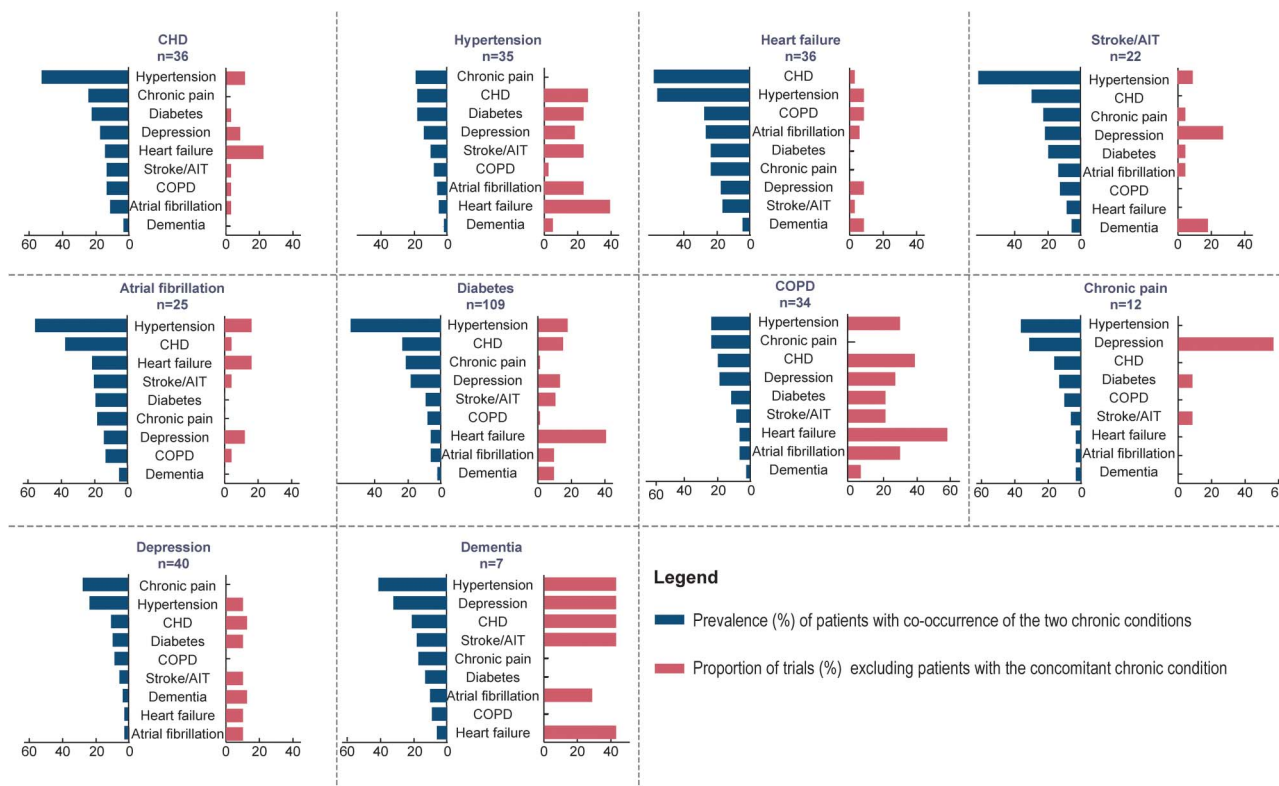 CHD
n=36
Hypertension
Chronic pain
Diabetes
Depression
Heart failure
Stroke/AIT
COPD
Atrial fibrillation
Dementia
60 40 20 0 0 20 40
Hypertension
n=35
Chronic pain
CHD
Diabetes
Depression
Stroke/AIT
COPD
Atrial fibrillation
Heart failure
Dementia
60 40 20 0 0 20 40
Heart failure
n=36
CHD
Hypertension
COPD
Atrial fibrillation
Diabetes
Chronic pain
Depression
Stroke/AIT
Dementia
60 40 20 0 0 20 40
Stroke/AIT
n=22
Hypertension
CHD
Chronic pain
Depression
Diabetes
Atrial fibrillation
COPD
Heart failure
Dementia
60 40 20 0 0 20 40
Atrial fibrillation
n=25
Hypertension
CHD
Heart failure
Stroke/AIT
Diabetes
Chronic pain
Depression
COPD
Dementia
60 40 20 0 0 20 40
Diabetes
n=109
Hypertension
CHD
Chronic pain
Depression
Stroke/AIT
COPD
Heart failure
Atrial fibrillation
Dementia
60 40 20 0 0 20 40
COPD
n=34
Hypertension
Chronic pain
CHD
Depression
Diabetes
Stroke/AIT
Heart failure
Atrial fibrillation
Dementia
60 40 20 0 0 20 40 60
Chronic pain
n=12
Hypertension
Depression
CHD
Diabetes
COPD
Stroke/AIT
Heart failure
Atrial fibrillation
Dementia
60 40 20 0 0 20 40 60
Depression
n=40
Chronic pain
Hypertension
CHD
Diabetes
COPD
Stroke/AIT
Dementia
Heart failure
Atrial fibrillation
60 40 20 0 0 20 40
Dementia
n=7
Hypertension
Depression
CHD
Stroke/AIT
Chronic pain
Diabetes
Atrial fibrillation
COPD
Heart failure
60 40 20 0 0 20 40
Legend
Prevalence (%) of patients with co-occurrence of the two chronic conditions
Proportion of trials (%) excluding patients with the concomitant chronic condition